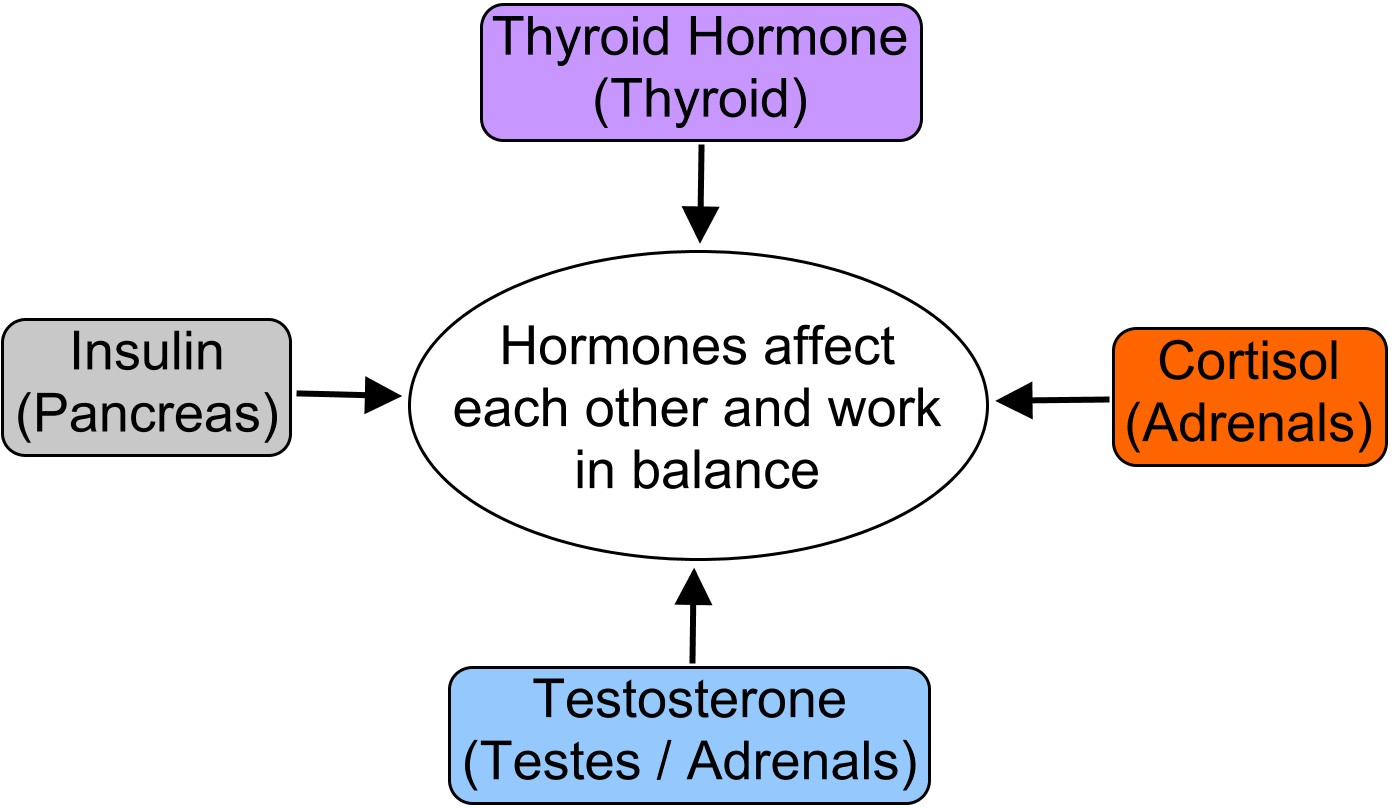 Thyroid Hormone
(Thyroid)
Insulin
(Pancreas)
Hormones affect
each other and work
in balance
Cortisol
(Adrenals)
Testosterone
(Testes / Adrenals)